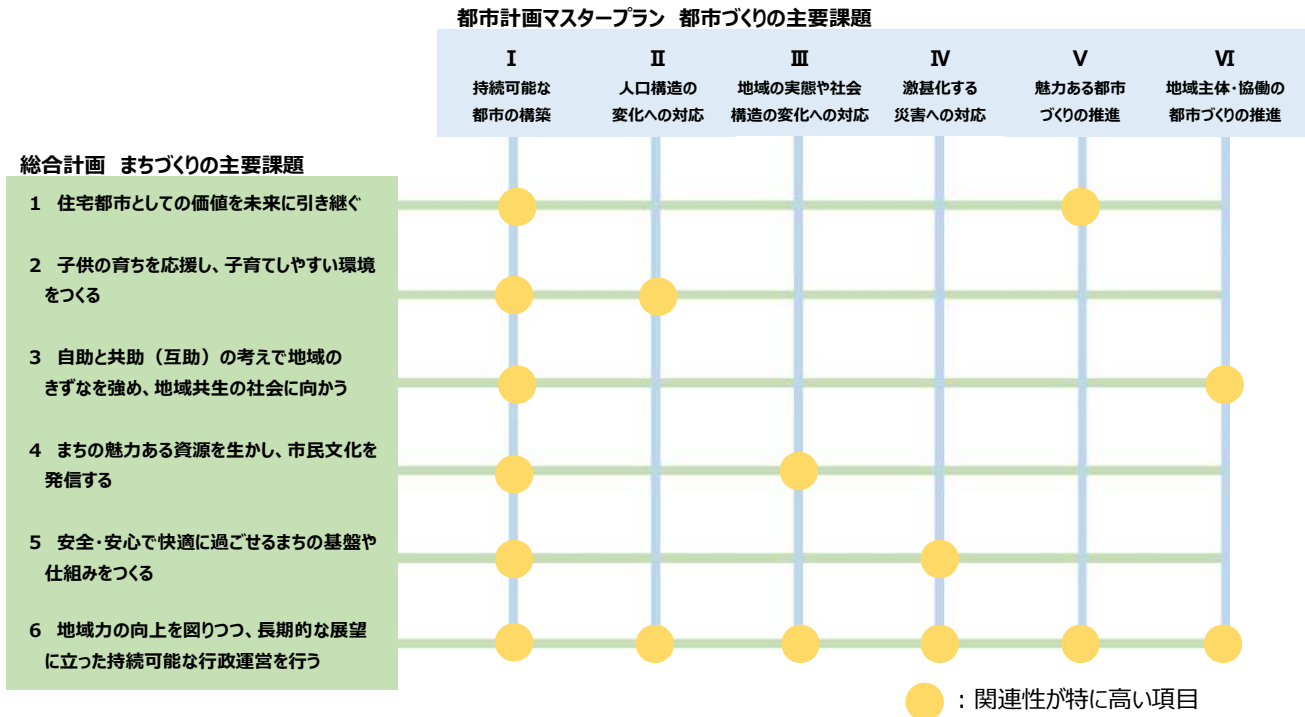 都市計画マスタープラン 都市づくりの主要課題
Ⅰ
持続可能な
都市の構築
Ⅱ
人口構造の
変化への対応
Ⅲ
地域の実態や社会
構造の変化への対応
Ⅳ
激甚化する
災害への対応
Ⅴ
魅力ある都市
づくりの推進
Ⅵ
地域主体・協働の
都市づくりの推進
総合計画 まちづくりの主要課題
1 住宅都市としての価値を未来に引き継ぐ
2 子供の育ちを応援し、子育てしやすい環境
をつくる
3 自助と共助（互助）の考えで地域の
きずなを強め、地域共生の社会に向かう
4 まちの魅力ある資源を生かし、市民文化を
発信する
5 安全・安心で快適に過ごせるまちの基盤や
仕組みをつくる
6 地域力の向上を図りつつ、長期的な展望
に立った持続可能な行政運営を行う
：関連性が特に高い項目